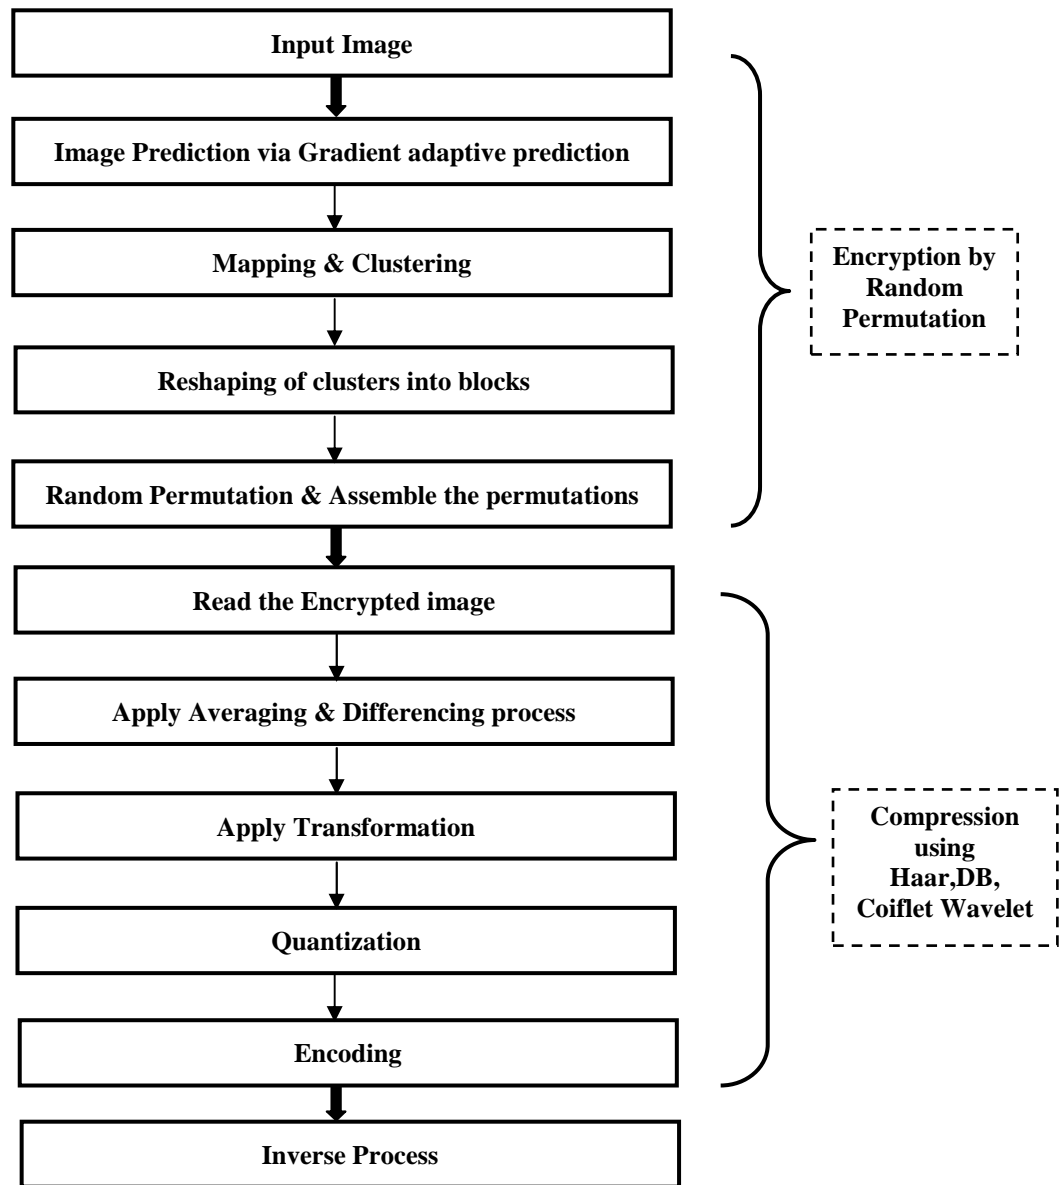 Input Image
Image Prediction via Gradient adaptive prediction
Mapping & Clustering
Reshaping of clusters into blocks
Random Permutation & Assemble the permutations
Encryption by
Random
Permutation
Read the Encrypted image
Apply Averaging & Differencing process
Apply Transformation
Quantization
Encoding
Compression
using
Haar,DB,
Coiflet Wavelet
Inverse Process